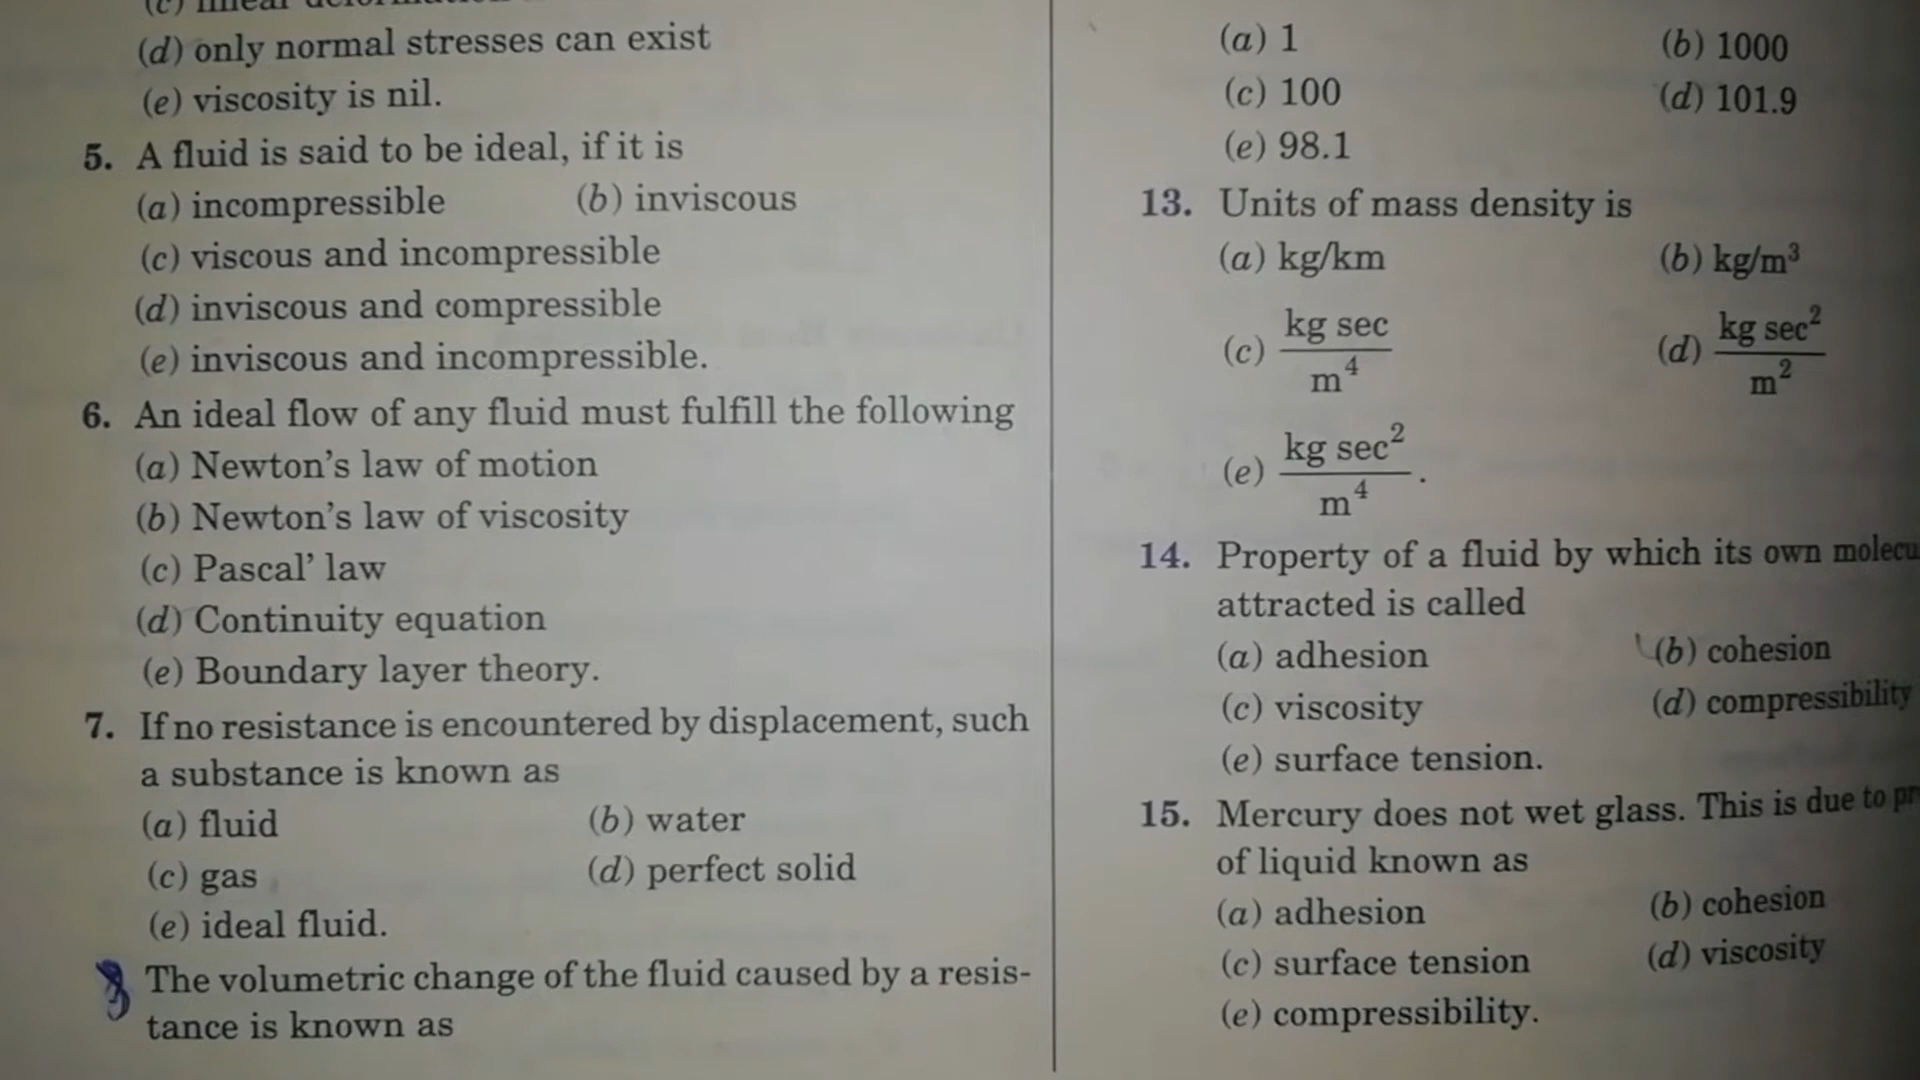 (d) only normal stresses can exist
(e) viscosity is nil.
5. A fluid is said to be ideal, if it is
(a) incompressible (b) inviscous
(c) viscous and incompressible
(d) inviscous and compressible
(e) inviscous and incompressible.
6. An ideal flow of any fluid must fulfill the following
(a) Newton's law of motion
(b) Newton's law of viscosity
(c) Pascal' law
(d) Continuity equation
(e) Boundary layer theory.
7. If no resistance is encountered by displacement, such
a substance is known as
(a) fluid (b) water
(c) gas (d) perfect solid
(e) ideal fluid.
8 The volumetric change of the fluid caused by a resis-
tance is known as
(a) 1 (b) 1000
(c) 100 (d) 101.9
(e) 98.1
13. Units of mass density is
(a) kg/km (b) kg/m³
(c) kg sec / m⁴ (d) kg sec² / m²
(e) kg sec² / m⁴ .
14. Property of a fluid by which its own
attracted is called
(a) adhesion (b) cohesion
(c) viscosity (d) compressibility
(e) surface tension.
15. Mercury does not wet glass. This is due to
of liquid known as
(a) adhesion (b) cohesion
(c) surface tension (d) viscosity
(e) compressibility.